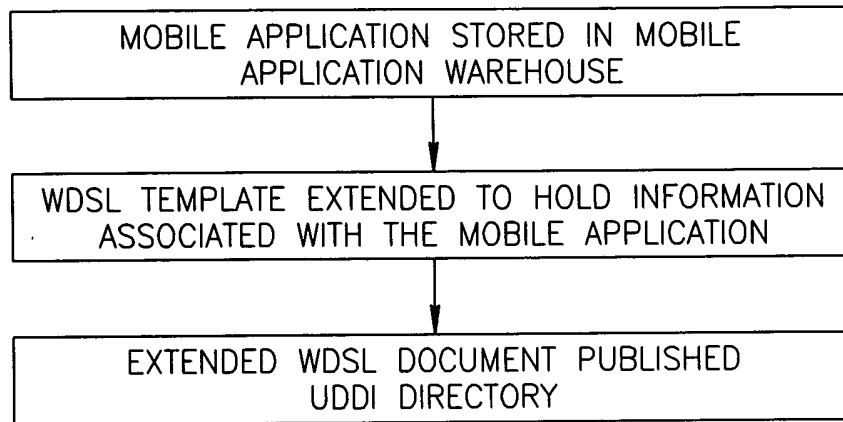 MOBILE APPLICATION STORED IN MOBILE
APPLICATION WAREHOUSE
WDSL TEMPLATE EXTENDED TO HOLD INFORMATION
ASSOCIATED WITH THE MOBILE APPLICATION
EXTENDED WDSL DOCUMENT PUBLISHED
UDDI DIRECTORY